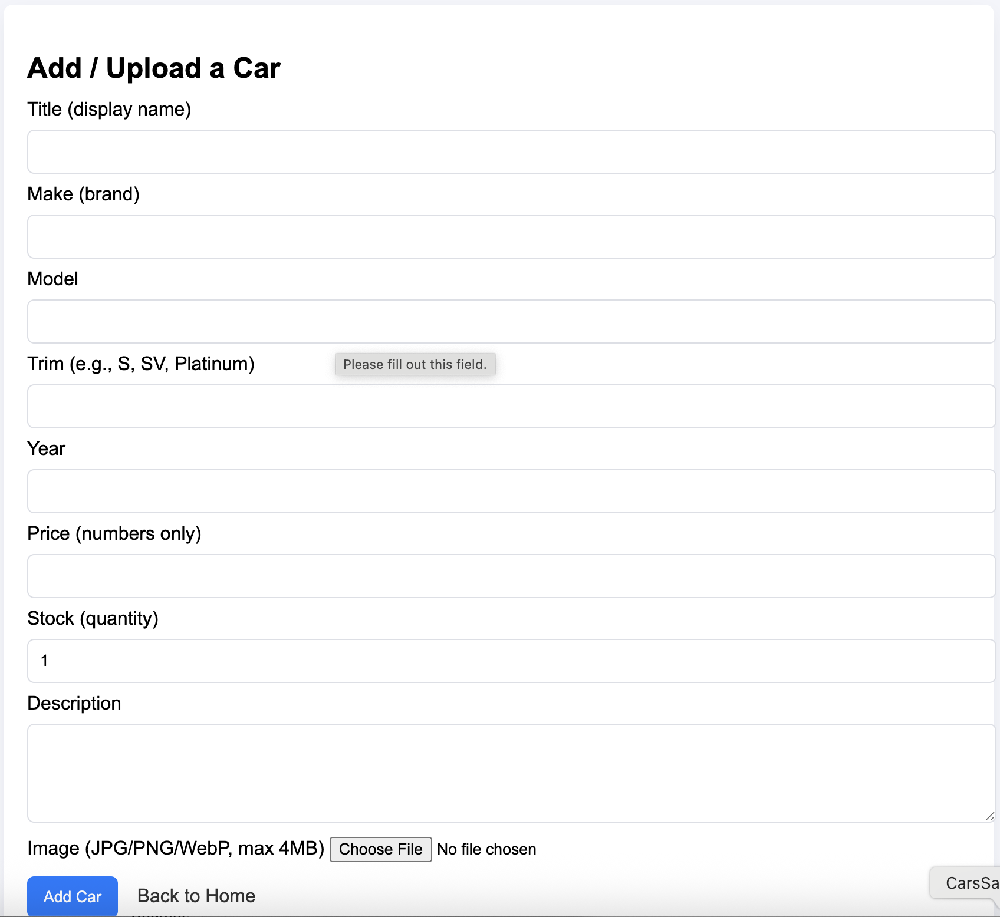 Add / Upload a Car
Title (display name)
Make (brand)
Model
Trim (e.g., S, SV, Platinum)
Please fill out this field.
Year
Price (numbers only)
Stock (quantity)
1
Description
Image (JPG/PNG/WebP, max 4MB) Choose File No file chosen
CarsSa
Add Car Back to Home